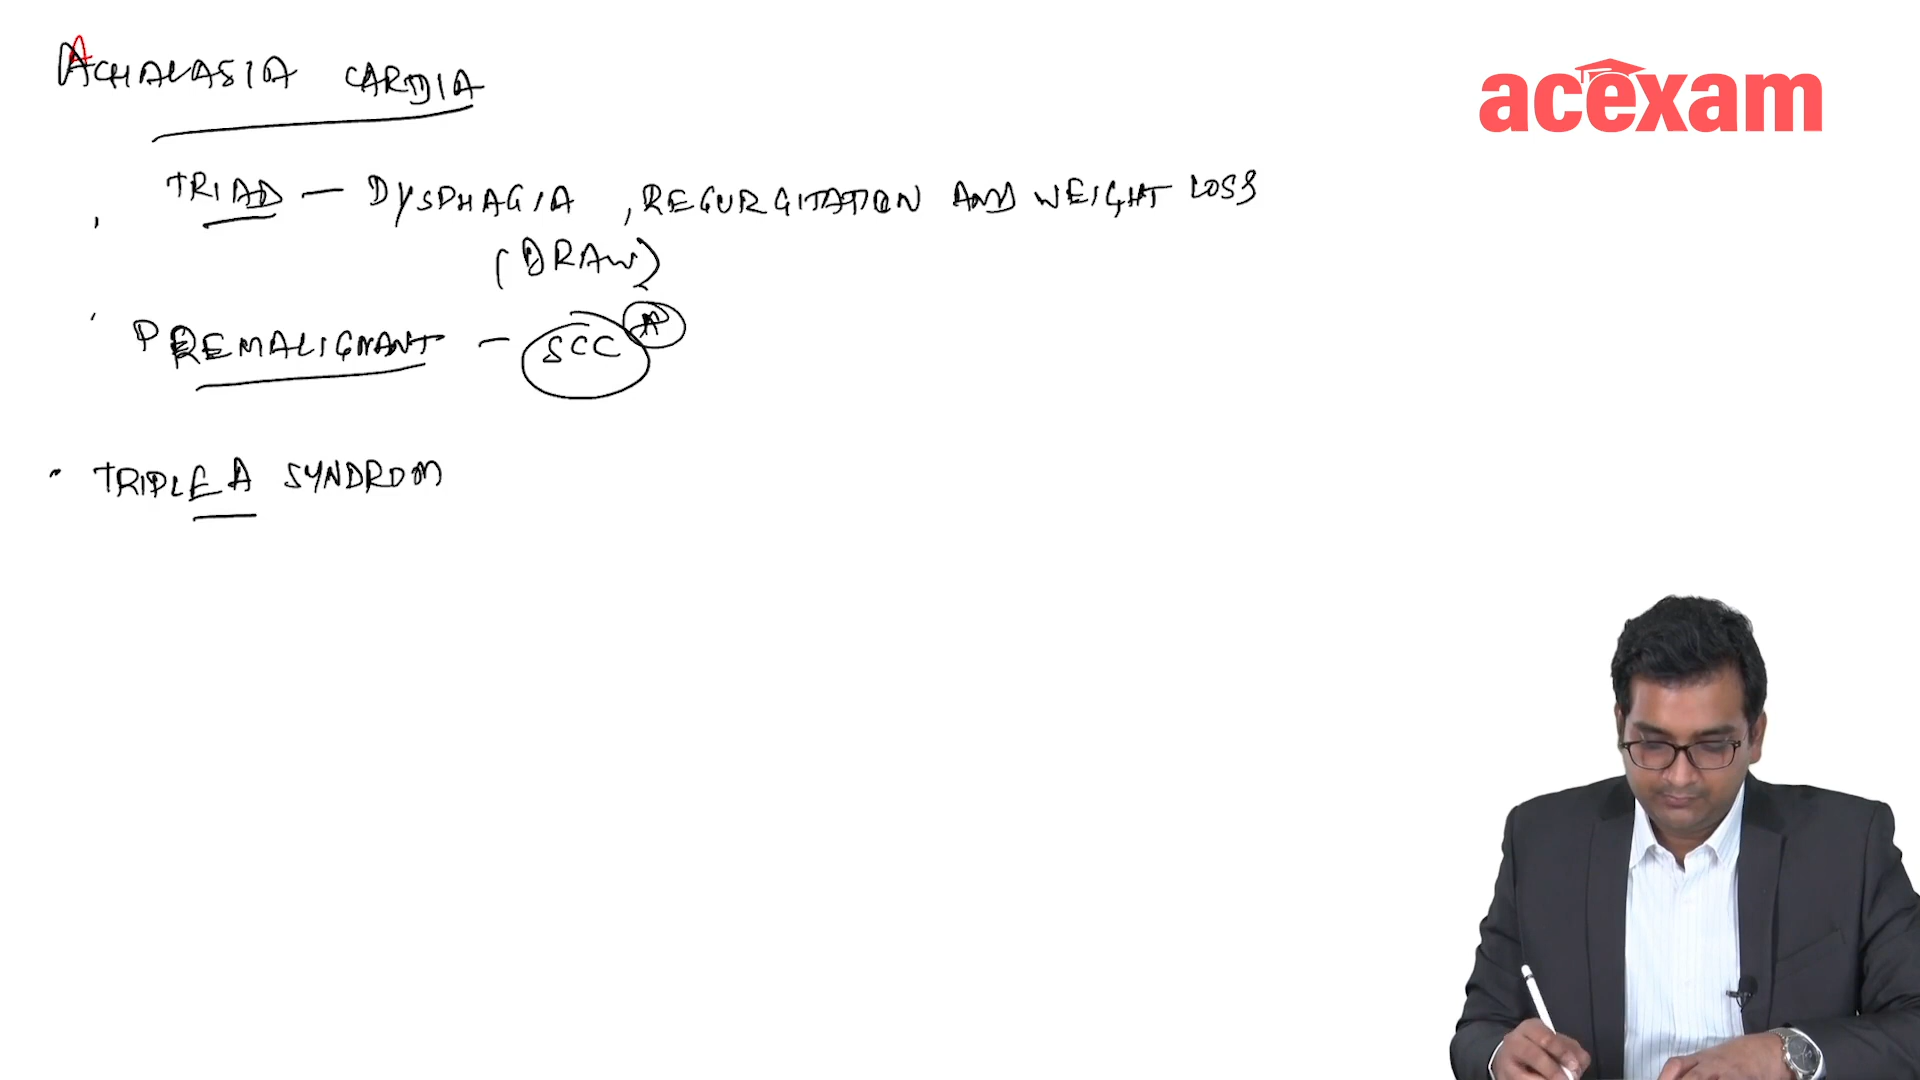 ACHALASIA CARDIA
acexam
TRIAD — DYSPHAGIA , REGURGITATION AND WEIGHT LOSS
(DRAW)
PREMALIGNANT — SCC A
TRIPLE A SYNDROM